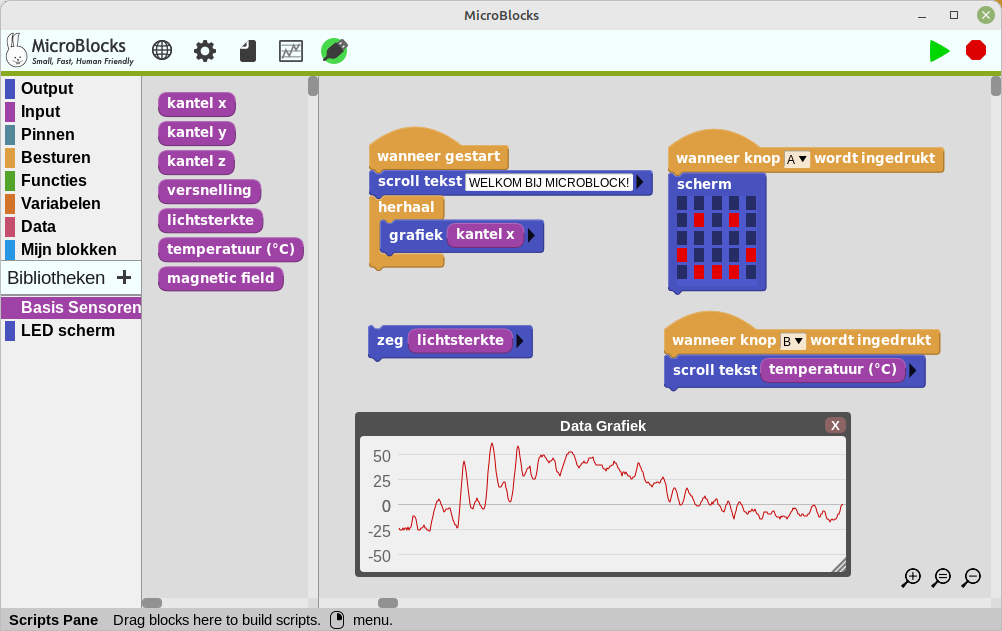 MicroBlocks
MicroBlocks
Small, Fast, Human Friendly
Output
Input
Pinnen
Besturen
Functies
Variabelen
Data
Mijn blokken
Bibliotheken +
Basis Sensoren
LED scherm
kantel x
kantel y
kantel z
versnelling
lichtsterkte
temperatuur (°C)
magnetic field
wanneer gestart
scroll tekst WELKOM BIJ MICROBLOCK!
herhaal
grafiek kantel x
zeg lichtsterkte
wanneer knop A wordt ingedrukt
scherm
wanneer knop B wordt ingedrukt
scroll tekst temperatuur (°C)
Data Grafiek X
50
25
0
-25
-50
Scripts Pane Drag blocks here to build scripts. menu.